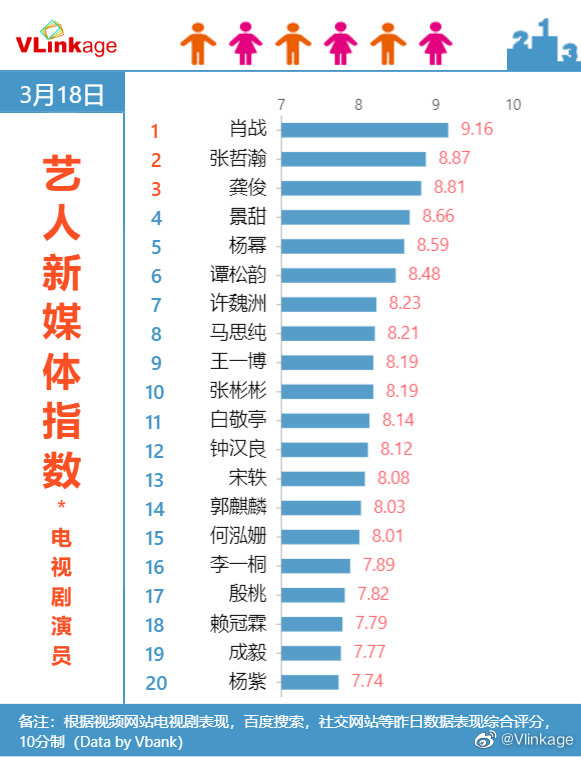 VLinkage
2 1 3
3月18日
艺人新媒体指数
*电视剧演员
7 8 9 10
1 肖战 9.16
2 张哲瀚 8.87
3 龚俊 8.81
4 景甜 8.66
5 杨幂 8.59
6 谭松韵 8.48
7 许魏洲 8.23
8 马思纯 8.21
9 王一博 8.19
10 张彬彬 8.19
11 白敬亭 8.14
12 钟汉良 8.12
13 宋轶 8.08
14 郭麒麟 8.03
15 何泓姗 8.01
16 李一桐 7.89
17 殷桃 7.82
18 赖冠霖 7.79
19 成毅 7.77
20 杨紫 7.74
备注：根据视频网站电视剧表现，百度搜索，社交网站等昨日数据表现综合评分，
10分制（Data by Vbank）
@Vlinkage